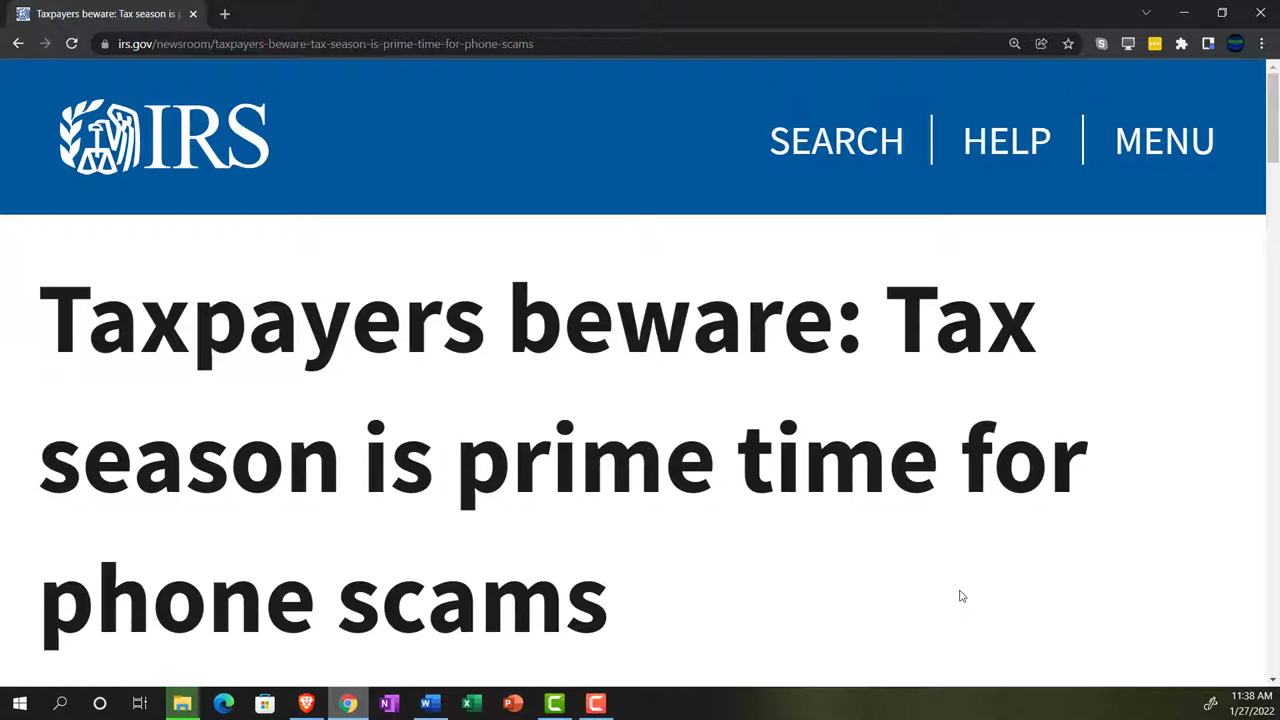 Taxpayers beware: Tax season is
irs.gov/newsroom/taxpayers-beware-tax-season-is-prime-time-for-phone-scams
IRS
SEARCH HELP MENU
Taxpayers beware: Tax
season is prime time for
phone scams
11:38 AM
1/27/2022